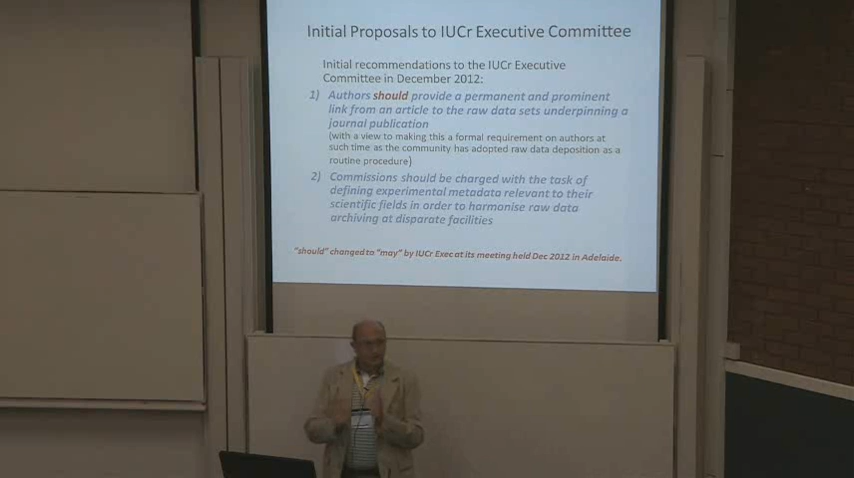 Initial Proposals to IUCr Executive Committee
Initial recommendations to the IUCr Executive
Committee in December 2012:
1) Authors should provide a permanent and prominent
link from an article to the raw data sets underpinning a
journal publication
(with a view to making this a formal requirement on authors at
such time as the community has adopted raw data deposition as a
routine procedure)
2) Commissions should be charged with the task of
defining experimental metadata relevant to their
scientific fields in order to harmonise raw data
archiving at disparate facilities
"should" changed to "may" by IUCr Exec at its meeting held Dec 2012 in Adelaide.